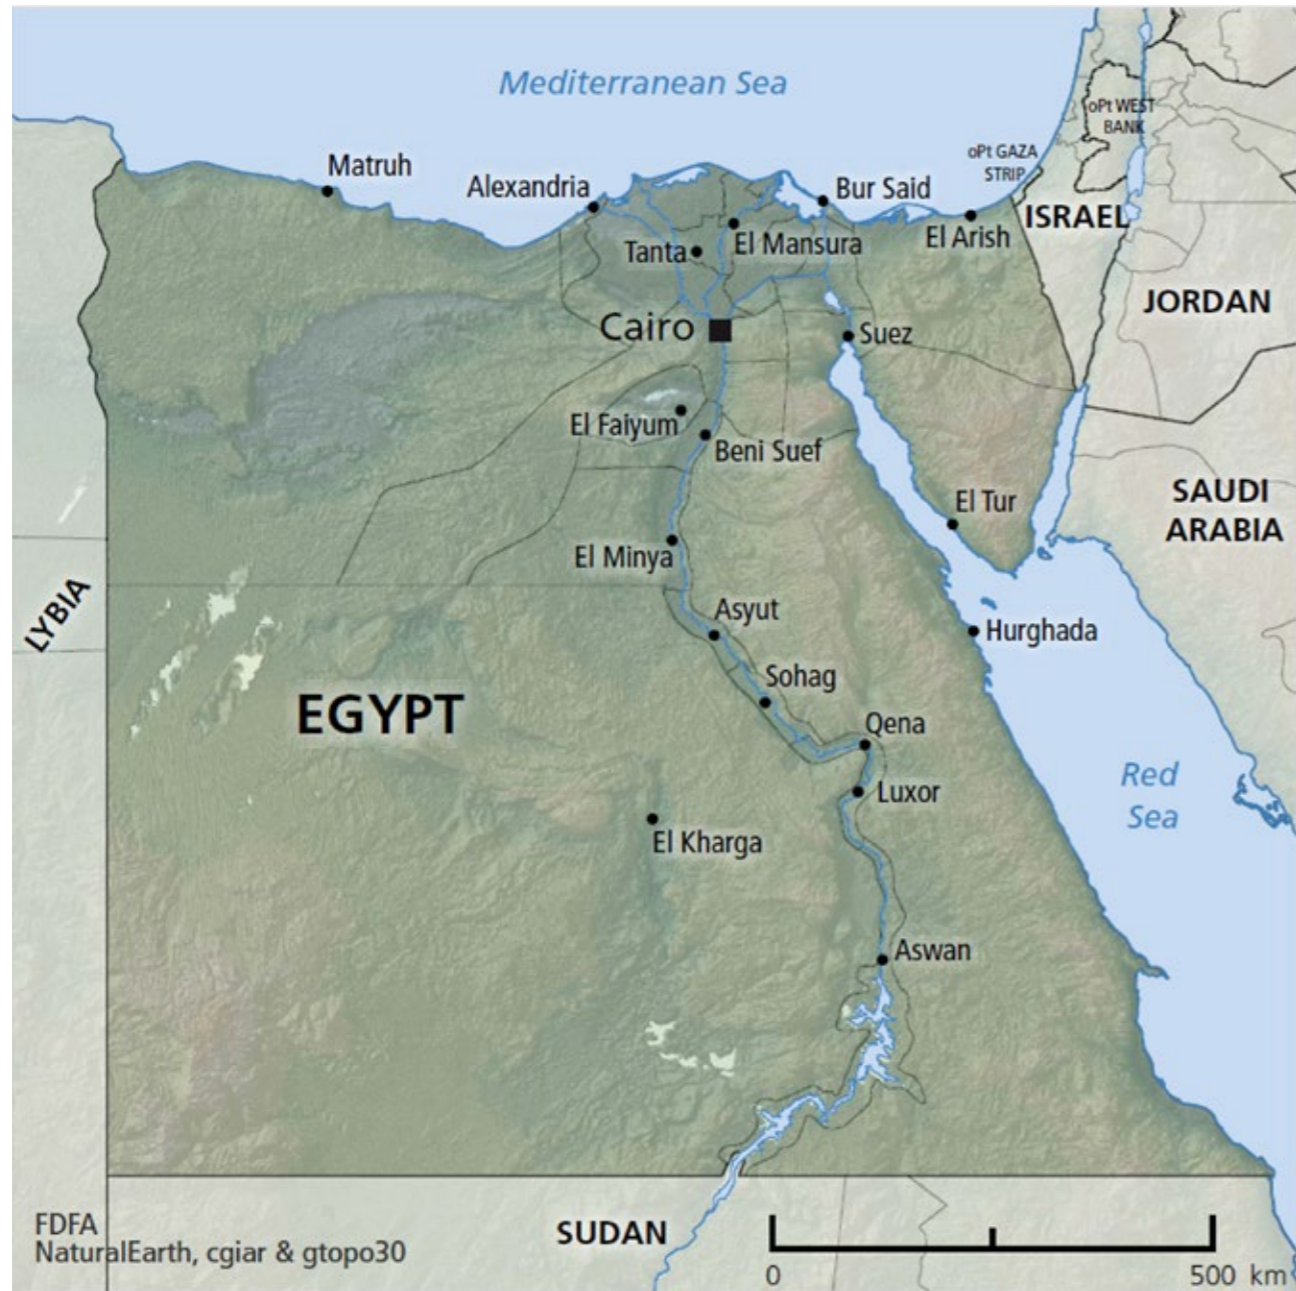 Mediterranean Sea
oPt WEST
BANK
oPt GAZA
STRIP
Matruh
Alexandria
Bur Said
ISRAEL
El Arish
Tanta
El Mansura
JORDAN
Cairo
Suez
El Faiyum
Beni Suef
SAUDI
ARABIA
El Tur
El Minya
LYBIA
Asyut
Hurghada
Sohag
EGYPT
Qena
Red
Sea
Luxor
El Kharga
Aswan
SUDAN
FDFA
NaturalEarth, cgiar & gtopo30
0
500 km